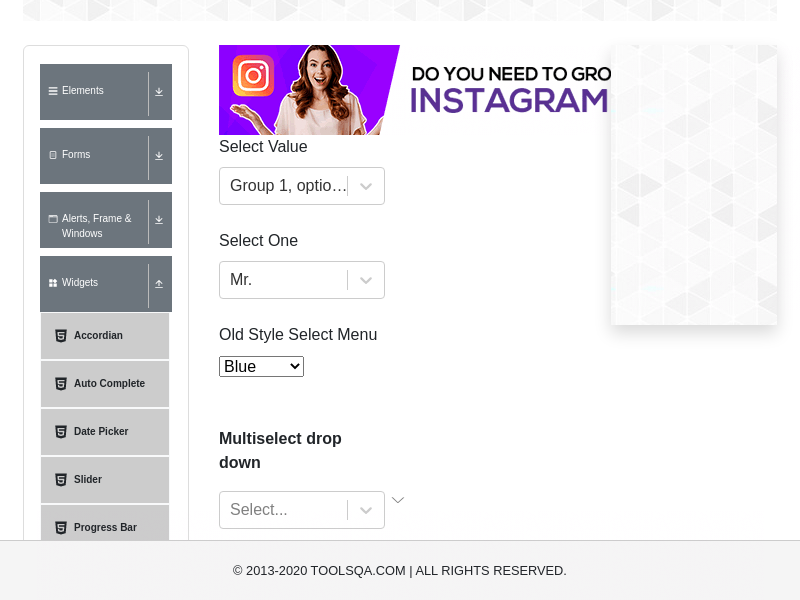 Elements
Forms
Alerts, Frame &
Windows
Widgets
Accordian
Auto Complete
Date Picker
Slider
Progress Bar
DO YOU NEED TO GRO
INSTAGRAM
Select Value
Group 1, optio...
Select One
Mr.
Old Style Select Menu
Blue
Multiselect drop
down
Select...
© 2013-2020 TOOLSQA.COM | ALL RIGHTS RESERVED.